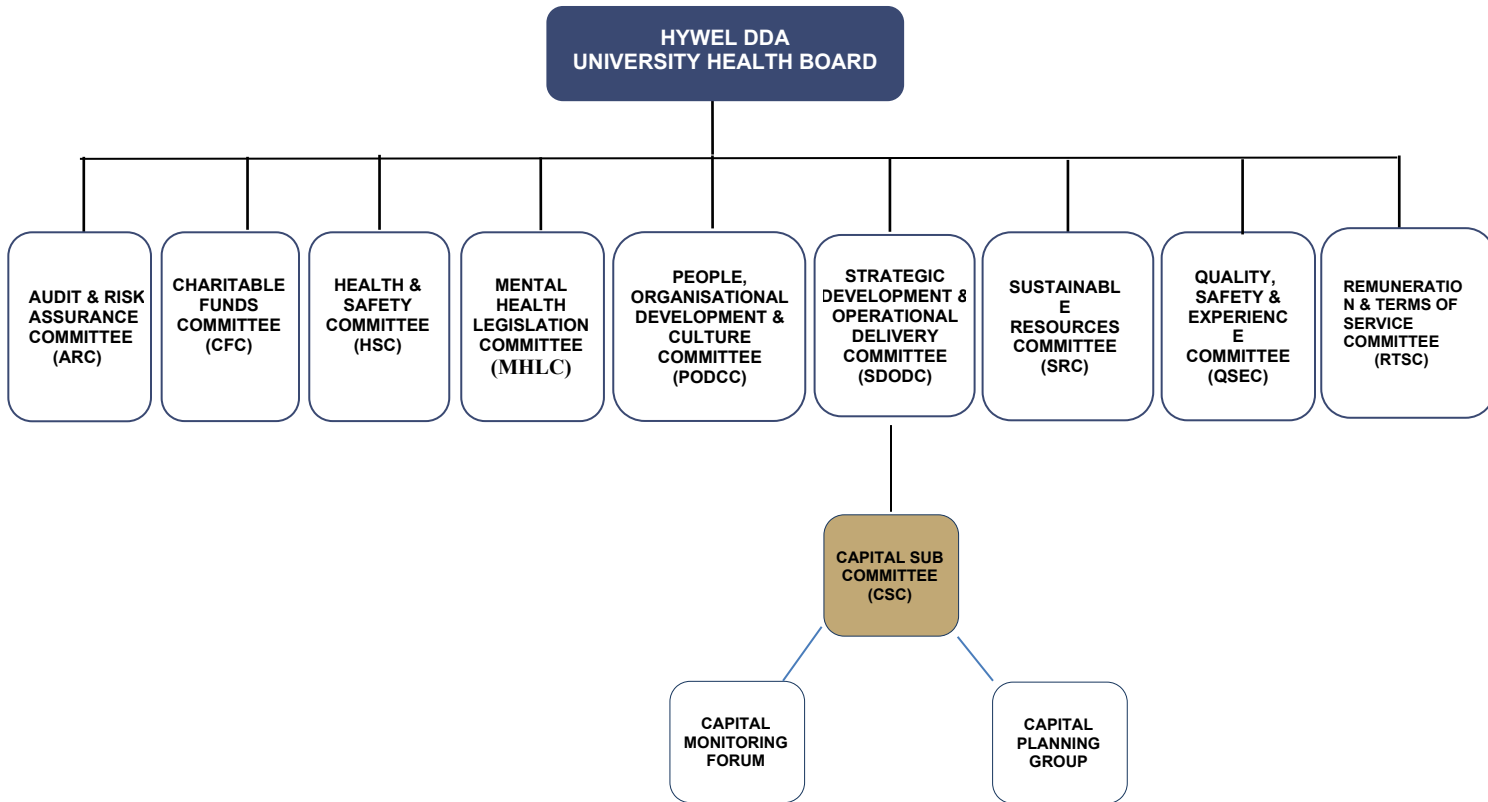 HYWEL DDA
UNIVERSITY HEALTH BOARD
AUDIT & RISK
ASSURANCE
COMMITTEE
(ARC)
CHARITABLE
FUNDS
COMMITTEE
(CFC)
HEALTH &
SAFETY
COMMITTEE
(HSC)
MENTAL
HEALTH
LEGISLATION
COMMITTEE
(MHLC)
PEOPLE,
ORGANISATIONAL
DEVELOPMENT &
CULTURE
COMMITTEE
(PODCC)
STRATEGIC
DEVELOPMENT &
OPERATIONAL
DELIVERY
COMMITTEE
(SDODC)
SUSTAINABL
E
RESOURCES
COMMITTEE
(SRC)
QUALITY,
SAFETY &
EXPERIENC
E
COMMITTEE
(QSEC)
REMUNERATIO
N & TERMS OF
SERVICE
COMMITTEE
(RTSC)
CAPITAL SUB
COMMITTEE
(CSC)
CAPITAL
MONITORING
FORUM
CAPITAL
PLANNING
GROUP